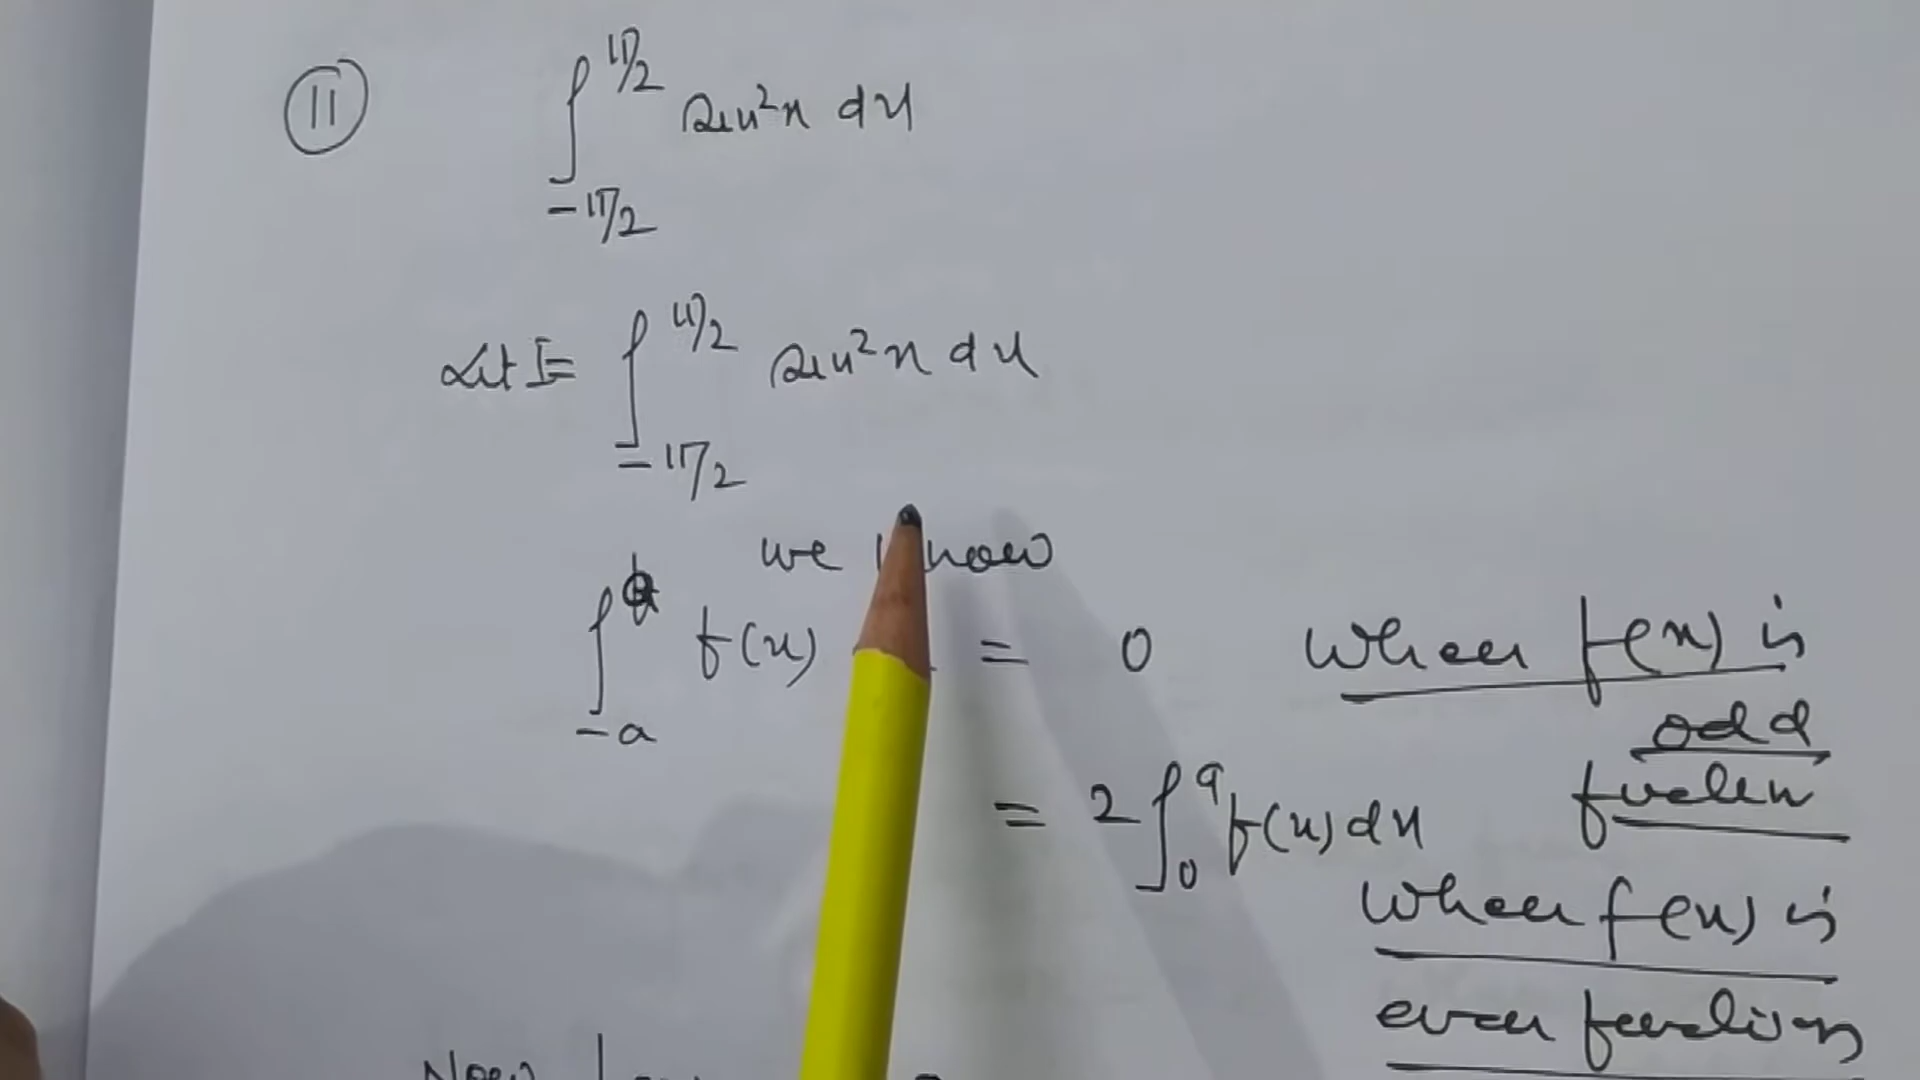 11 ∫_{-π/2}^{π/2} sin²x dx
Let I = ∫_{-π/2}^{π/2} sin²x dx
we know
∫_{-a}^{a} f(x) = 0 when f(x) is
odd
function
= 2∫_0^a f(x)dx
when f(x) is
even function
Now